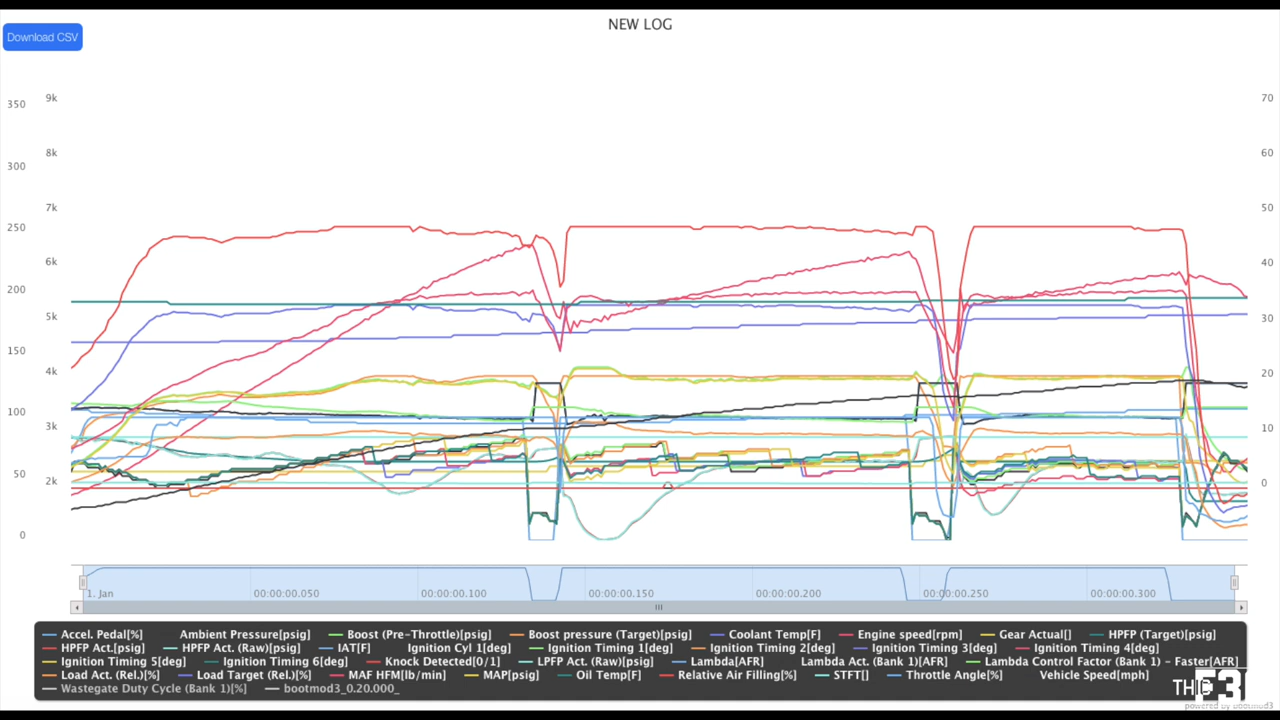 NEW LOG
Download CSV
350 9k 70
300 8k 60
250 7k 50
200 6k 40
150 5k 30
100 4k 20
50 3k 10
0 2k 0
1. Jan 00:00:00.050 00:00:00.100 00:00:00.150 00:00:00.200 00:00:00.250 00:00:00.300
Accel. Pedal[%] Ambient Pressure[psig] Boost (Pre-Throttle)[psig] Boost pressure (Target)[psig] Coolant Temp[F] Engine speed[rpm] Gear Actual[] HPFP (Target)[psig]
HPFP Act.[psig] HPFP Act. (Raw)[psig] IAT[F] Ignition Cyl 1[deg] Ignition Timing 1[deg] Ignition Timing 2[deg] Ignition Timing 3[deg] Ignition Timing 4[deg]
Ignition Timing 5[deg] Ignition Timing 6[deg] Knock Detected[0/1] LPFP Act. (Raw)[psig] Lambda[AFR] Lambda Act. (Bank 1)[AFR] Lambda Control Factor (Bank 1) - Faster[AFR]
Load Act. (Rel.)[%] Load Target (Rel.)[%] MAF HFM[lb/min] MAP[psig] Oil Temp[F] Relative Air Filling[%] STFT[] Throttle Angle[%] Vehicle Speed[mph]
Wastegate Duty Cycle (Bank 1)[%] bootmod3_0.20.000_
F3
powered by bootmod3